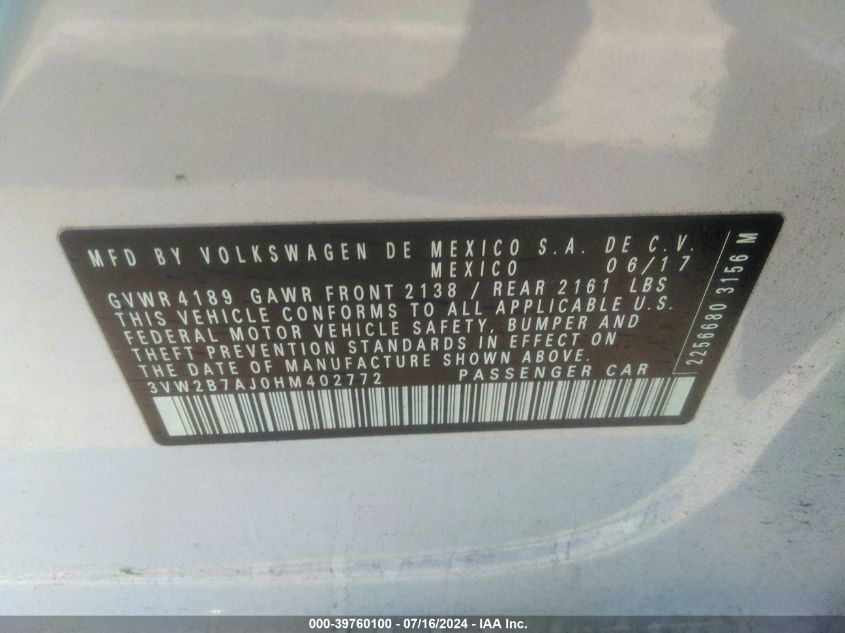 MFD BY VOLKSWAGEN DE MEXICO S.A. DE C.V.
MEXICO 06/17
GVWR 4189 GAWR FRONT 2138 / REAR 2161 LBS
THIS VEHICLE CONFORMS TO ALL APPLICABLE U.S.
FEDERAL MOTOR VEHICLE SAFETY, BUMPER AND
THEFT PREVENTION STANDARDS IN EFFECT ON
THE DATE OF MANUFACTURE SHOWN ABOVE.
3VW2B7AJ0HM402772 PASSENGER CAR
2256680 3156 M
000-39760100 - 07/16/2024 - IAA Inc.